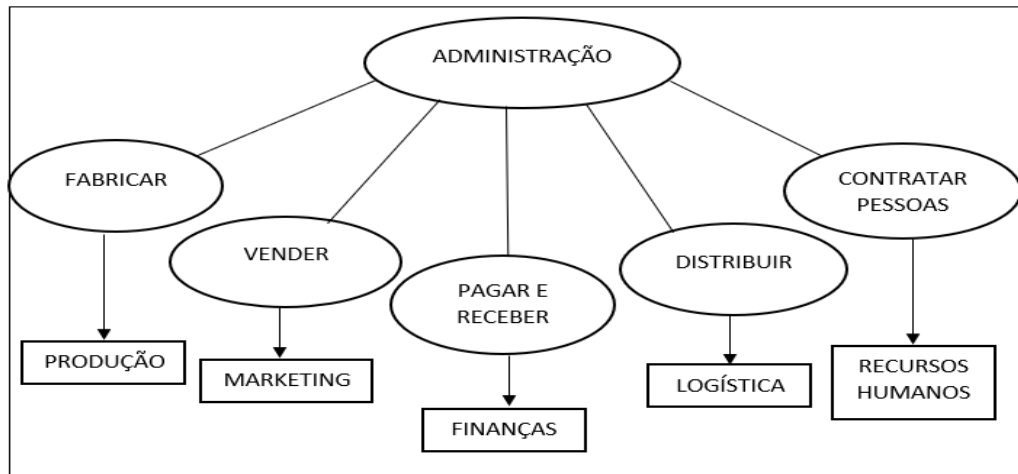 ADMINISTRAÇÃO
FABRICAR
CONTRATAR
PESSOAS
VENDER
PAGAR E
RECEBER
DISTRIBUIR
PRODUÇÃO
MARKETING
FINANÇAS
LOGÍSTICA
RECURSOS
HUMANOS